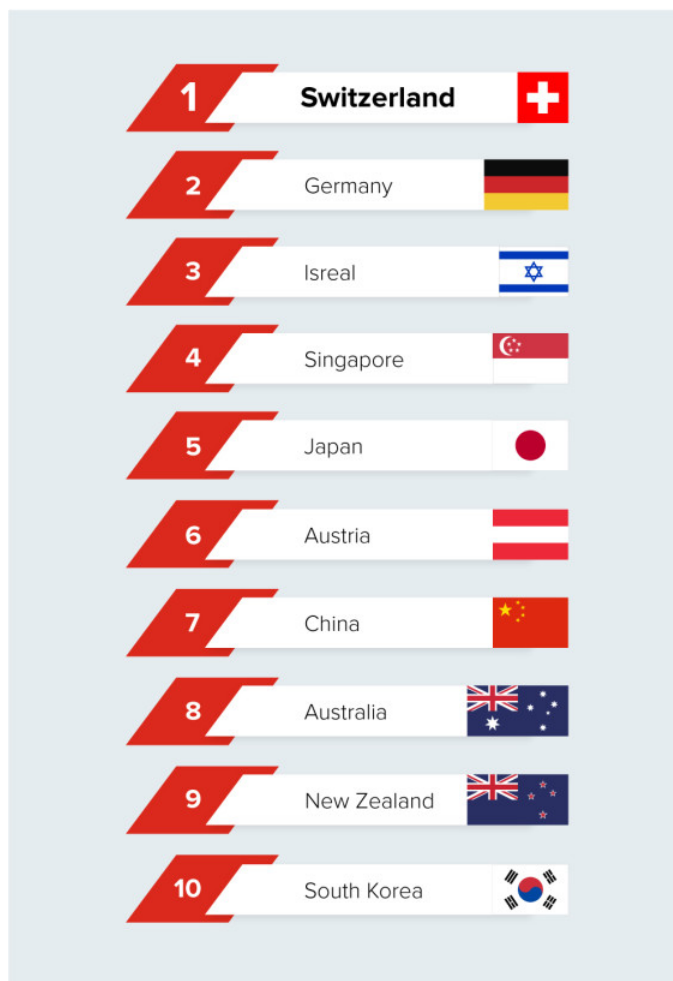 1 Switzerland
2 Germany
3 Isreal
4 Singapore
5 Japan
6 Austria
7 China
8 Australia
9 New Zealand
10 South Korea